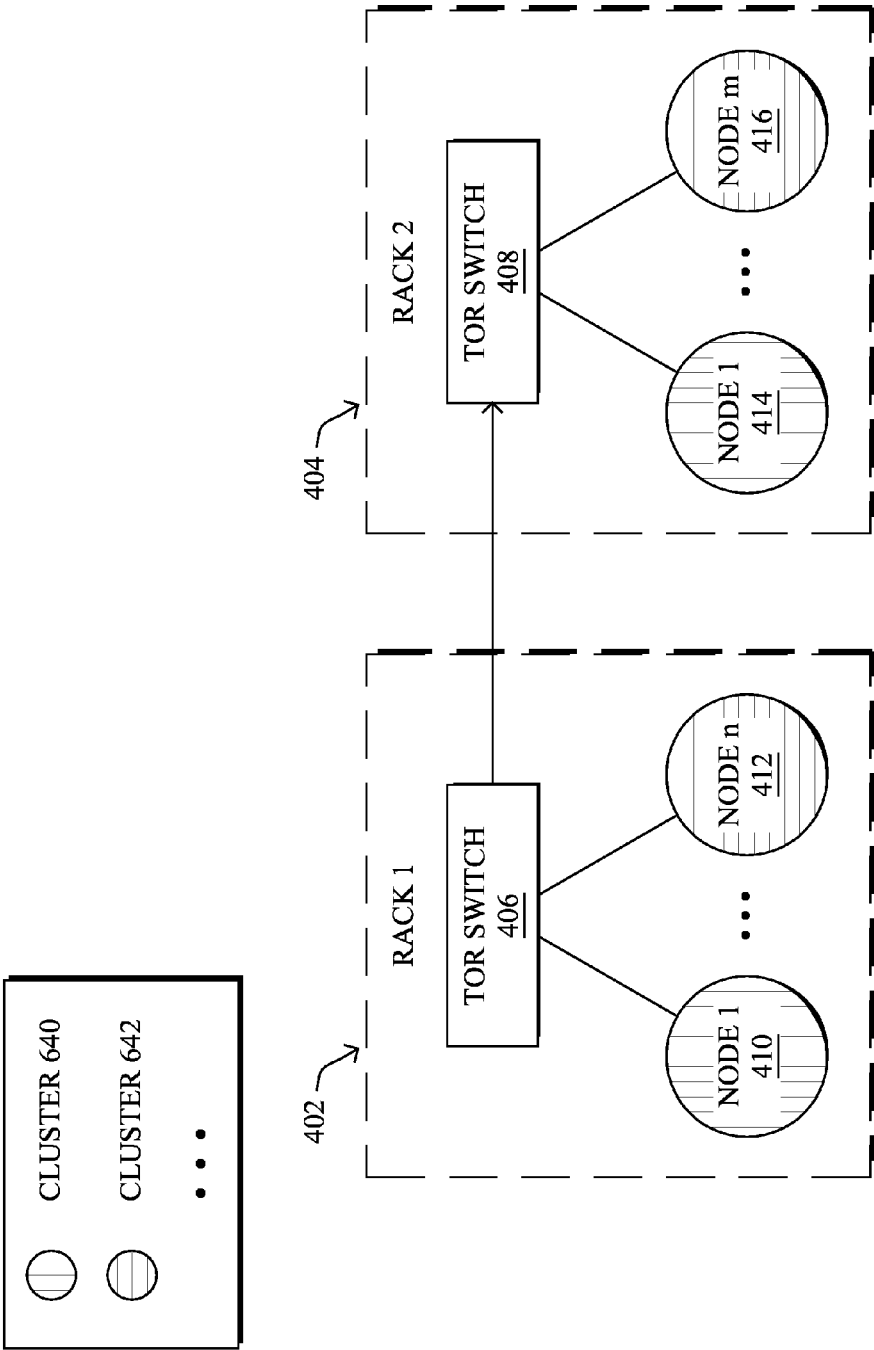 CLUSTER 640
CLUSTER 642
402
RACK 1
TOR SWITCH
406
NODE 1
410
NODE n
412
404
RACK 2
TOR SWITCH
408
NODE 1
414
NODE m
416